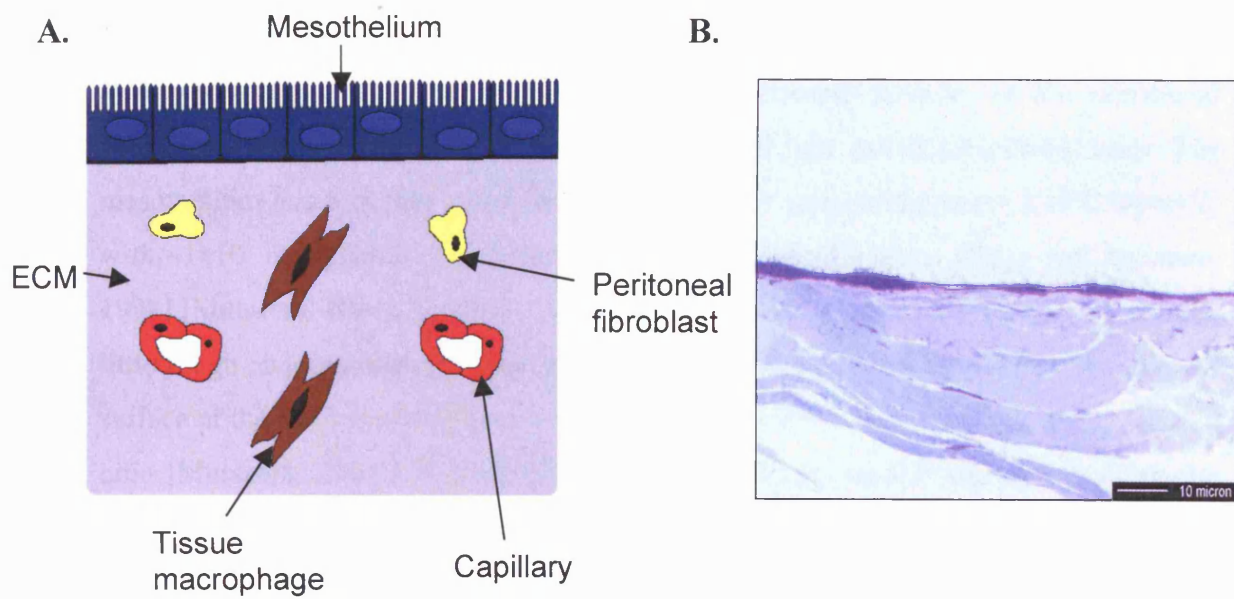 A.
Mesothelium
B.
ECM
Peritoneal
fibroblast
Tissue
macrophage
Capillary
10 micron